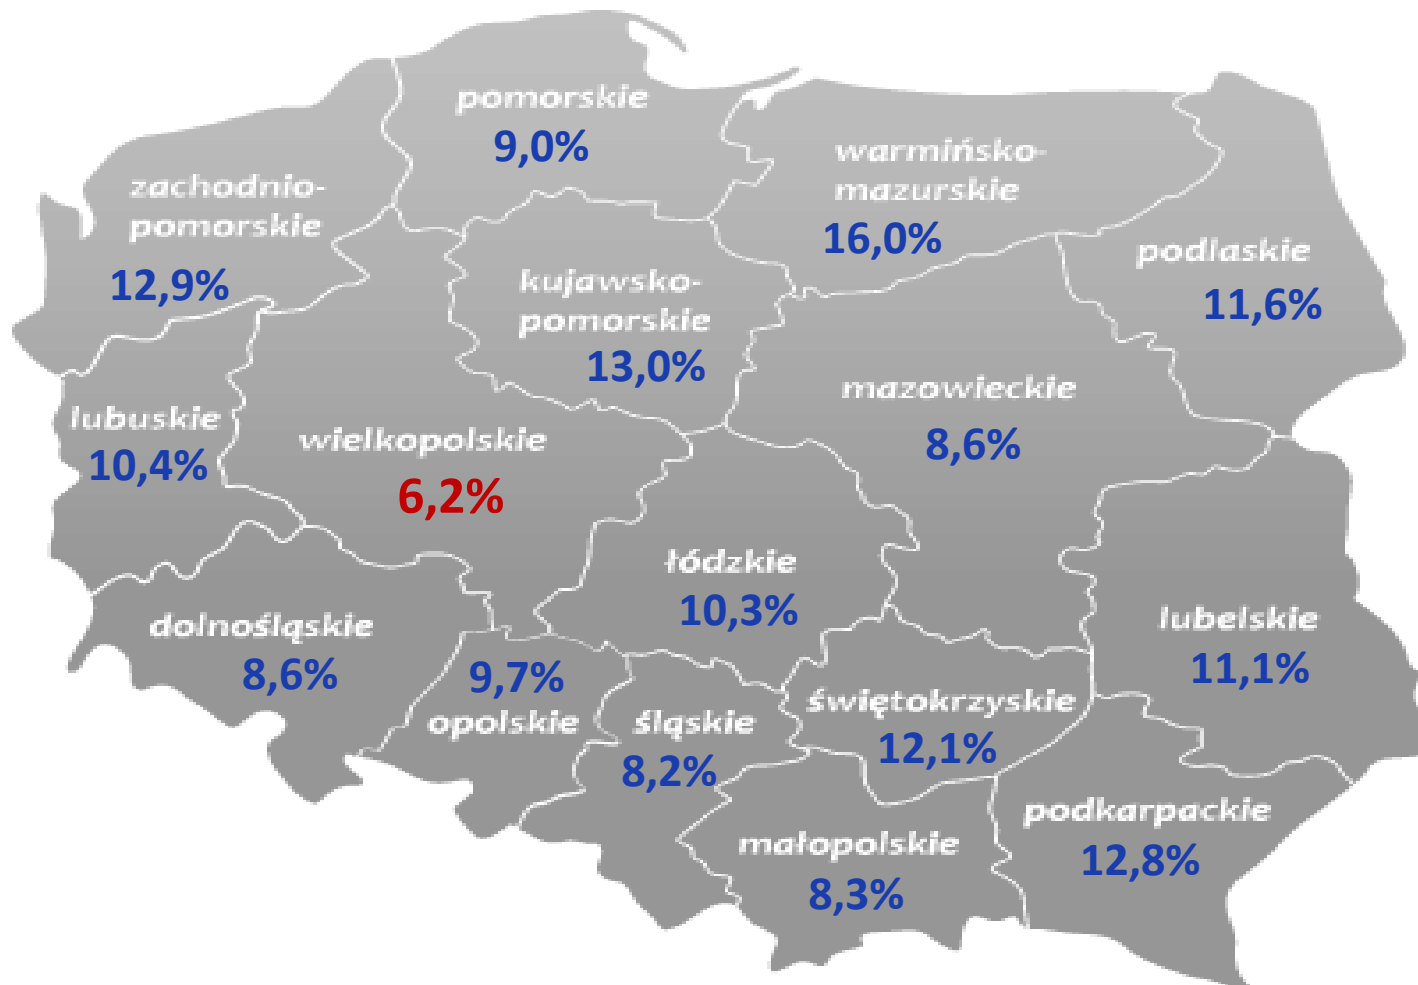 pomorskie
9,0%
warmińsko-
mazurskie
16,0%
zachodnio-
pomorskie
12,9%
podlaskie
11,6%
kujawsko-
pomorskie
13,0%
mazowieckie
8,6%
lubuskie
10,4%
wielkopolskie
6,2%
łódzkie
10,3%
dolnośląskie
8,6%
lubelskie
11,1%
9,7%
opolskie
śląskie
8,2%
świętokrzyskie
12,1%
podkarpackie
12,8%
małopolskie
8,3%